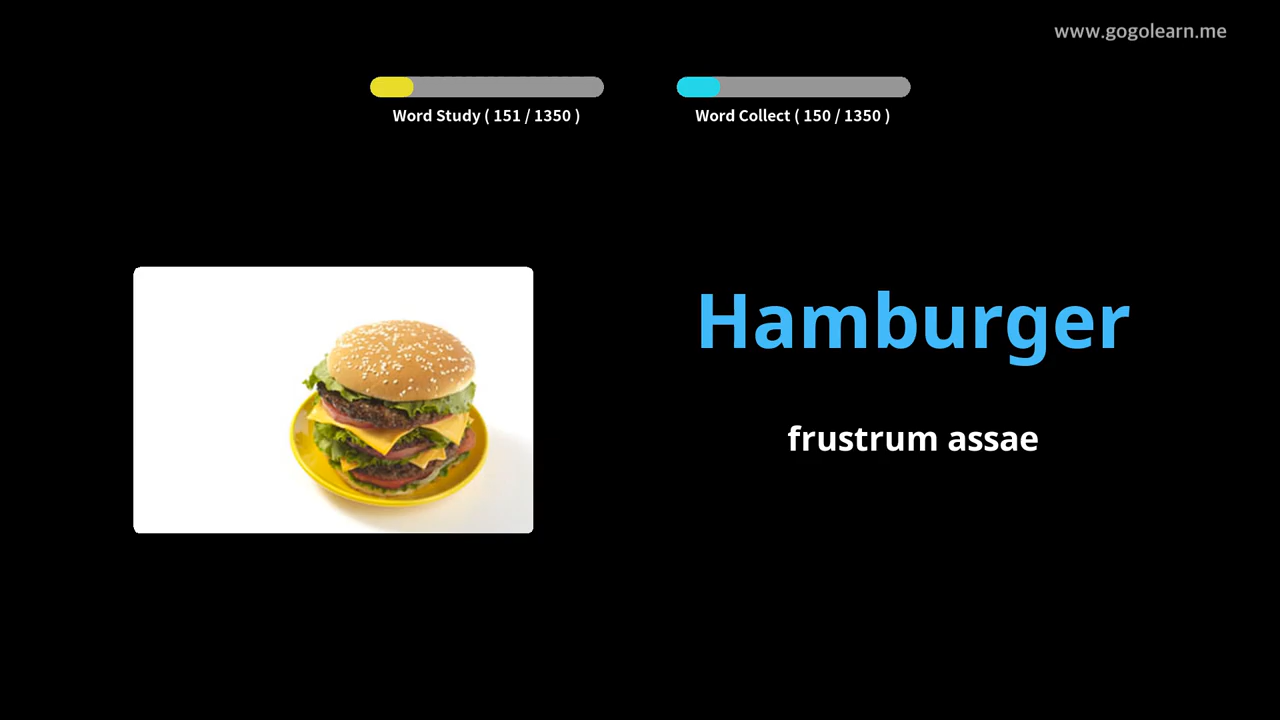 www.gogolearn.me
Word Study ( 151 / 1350 )
Word Collect ( 150 / 1350 )
Hamburger
frustrum assae